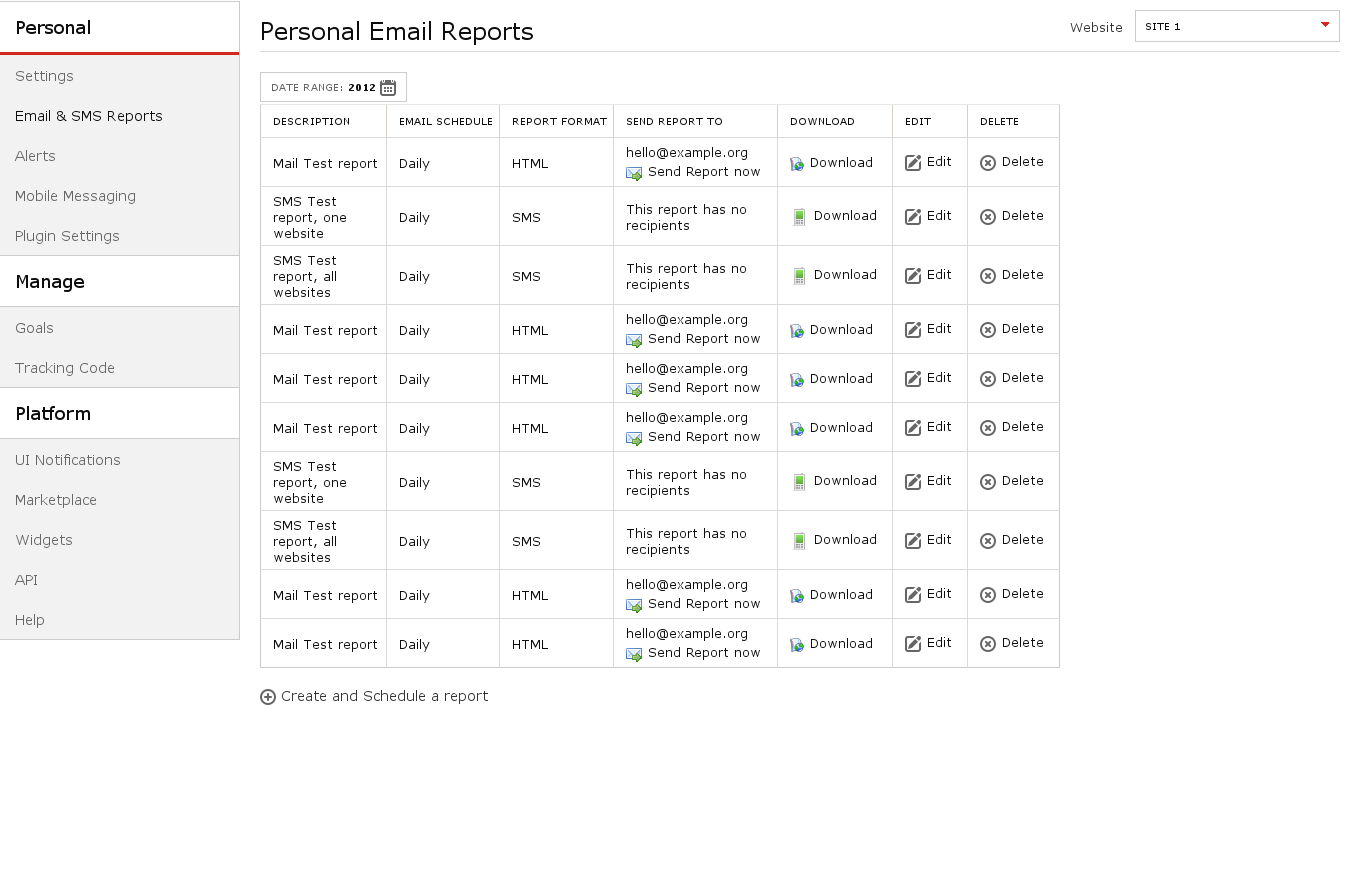 Personal
Settings
Email & SMS Reports
Alerts
Mobile Messaging
Plugin Settings
Manage
Goals
Tracking Code
Platform
UI Notifications
Marketplace
Widgets
API
Help
Personal Email Reports
Website SITE 1
DATE RANGE: 2012
DESCRIPTION EMAIL SCHEDULE REPORT FORMAT SEND REPORT TO DOWNLOAD EDIT DELETE
Mail Test report Daily HTML hello@example.org Download Edit Delete
Send Report now
SMS Test
report, one
website Daily SMS This report has no
recipients Download Edit Delete
SMS Test
report, all
websites Daily SMS This report has no
recipients Download Edit Delete
Mail Test report Daily HTML hello@example.org Download Edit Delete
Send Report now
Mail Test report Daily HTML hello@example.org Download Edit Delete
Send Report now
Mail Test report Daily HTML hello@example.org Download Edit Delete
Send Report now
SMS Test
report, one
website Daily SMS This report has no
recipients Download Edit Delete
SMS Test
report, all
websites Daily SMS This report has no
recipients Download Edit Delete
Mail Test report Daily HTML hello@example.org Download Edit Delete
Send Report now
Mail Test report Daily HTML hello@example.org Download Edit Delete
Send Report now
Create and Schedule a report